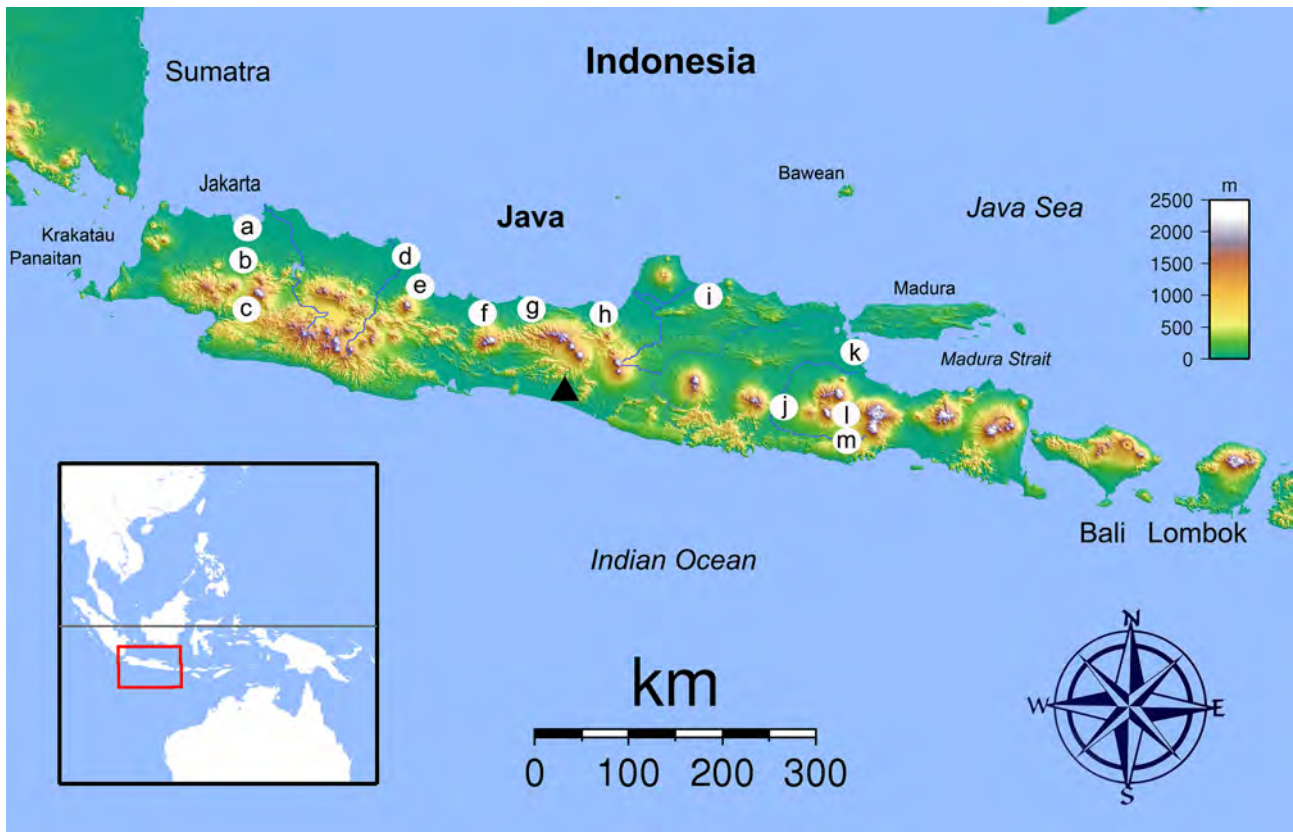 Indonesia
Sumatra
Bawean
m
Jakarta
Java
Java Sea
2500
2000
1500
1000
500
0
a
Krakatau
Panaitan
b
c
d
e
f
g
h
i
Madura
k
Madura Strait
j
l
m
Bali
Lombok
Indian Ocean
km
0
100
200
300
N
W
E
S